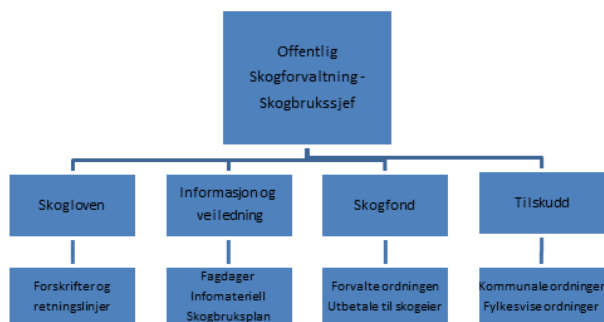 Offentlig
Skogforvaltning -
Skogbrukssjef
Skogloven
Informasjon og
veiledning
Skogfond
Tilskudd
Forskrifter og
retningslinjer
Fagdager
Infomateriell
Skogbruksplan
Forvalte ordningen
Utbetale til skogeier
Kommunale ordninger
Fylkesvise ordninger